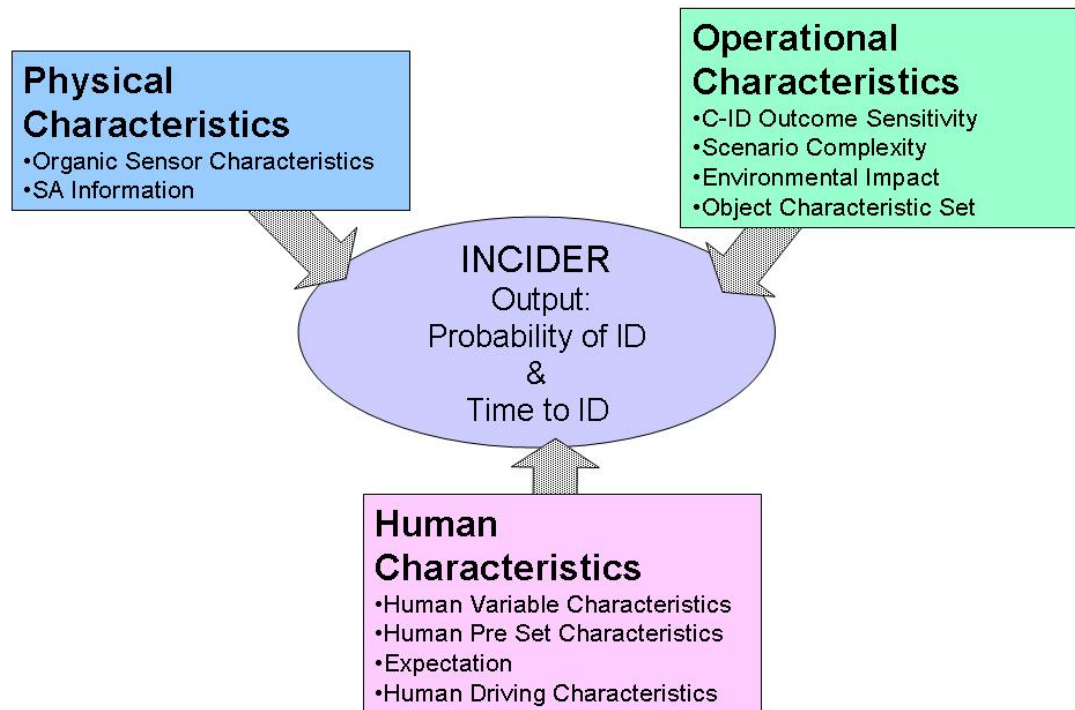 Physical
Characteristics
•Organic Sensor Characteristics
•SA Information
Operational
Characteristics
•C-ID Outcome Sensitivity
•Scenario Complexity
•Environmental Impact
•Object Characteristic Set
INCIDER
Output:
Probability of ID
&
Time to ID
Human
Characteristics
•Human Variable Characteristics
•Human Pre Set Characteristics
•Expectation
•Human Driving Characteristics